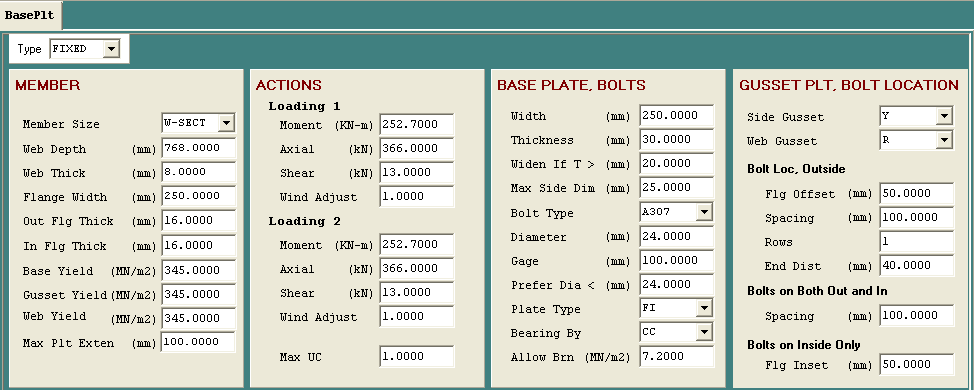 BasePlt
Type FIXED
MEMBER
Member Size W-SECT
Web Depth (mm) 768.0000
Web Thick (mm) 8.0000
Flange Width (mm) 250.0000
Out Flg Thick (mm) 16.0000
In Flg Thick (mm) 16.0000
Base Yield (MN/m2) 345.0000
Gusset Yield(MN/m2) 345.0000
Web Yield (MN/m2) 345.0000
Max Plt Exten (mm) 100.0000
ACTIONS
Loading 1
Moment (KN-m) 252.7000
Axial (kN) 366.0000
Shear (kN) 13.0000
Wind Adjust 1.0000
Loading 2
Moment (KN-m) 252.7000
Axial (kN) 366.0000
Shear (kN) 13.0000
Wind Adjust 1.0000
Max UC 1.0000
BASE PLATE, BOLTS
Width (mm) 250.0000
Thickness (mm) 30.0000
Widen If T > (mm) 20.0000
Max Side Dim (mm) 25.0000
Bolt Type A307
Diameter (mm) 24.0000
Gage (mm) 100.0000
Prefer Dia < (mm) 24.0000
Plate Type FI
Bearing By CC
Allow Brn (MN/m2) 7.2000
GUSSET PLT, BOLT LOCATION
Side Gusset Y
Web Gusset R
Bolt Loc, Outside
Flg Offset (mm) 50.0000
Spacing (mm) 100.0000
Rows 1
End Dist (mm) 40.0000
Bolts on Both Out and In
Spacing (mm) 100.0000
Bolts on Inside Only
Flg Inset (mm) 50.0000